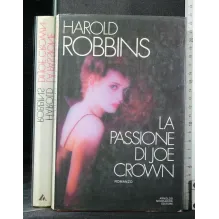 HAROLD
ROBBINS
LA
PASSIONE
DI JOE
CROWN
ROMANZO